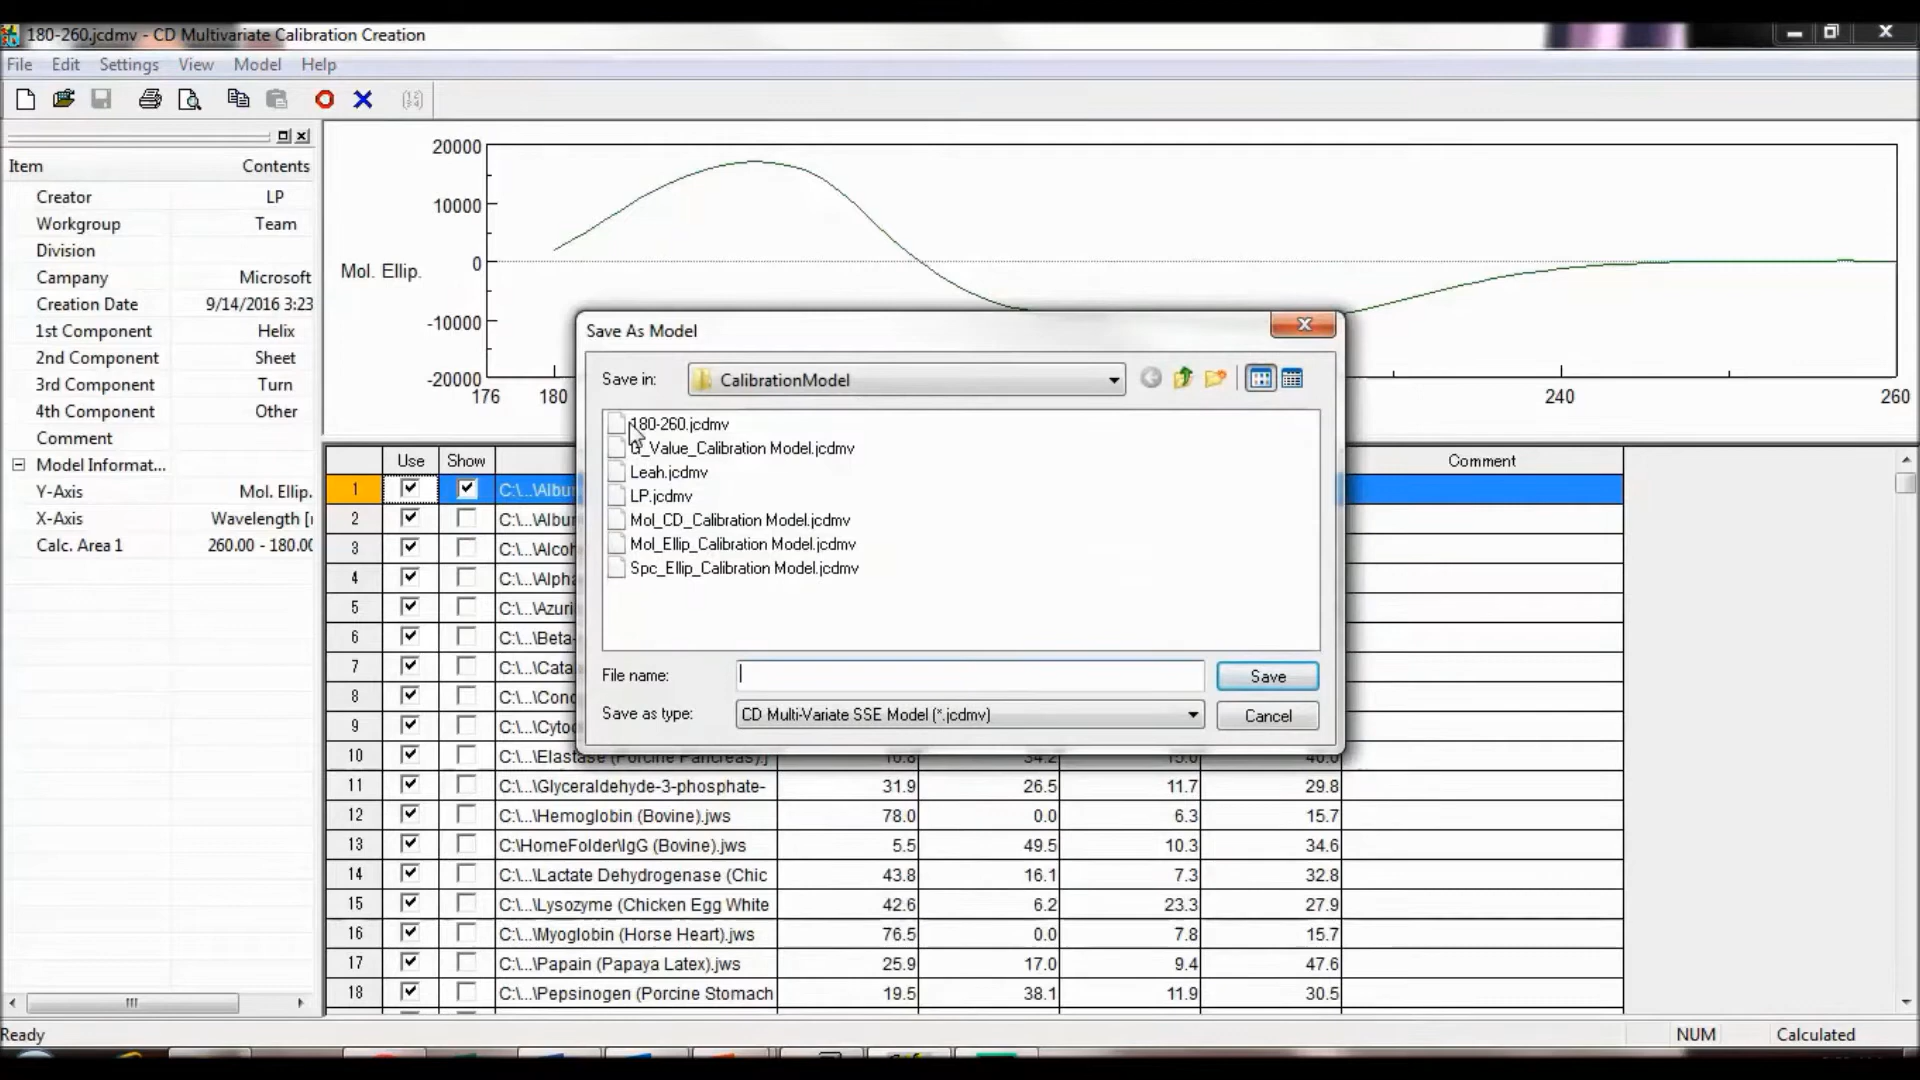 180-260.jcdmv - CD Multivariate Calibration Creation
File Edit Settings View Model Help
Item Contents
Creator LP
Workgroup Team
Division
Campany Microsoft
Creation Date 9/14/2016 3:23
1st Component Helix
2nd Component Sheet
3rd Component Turn
4th Component Other
Comment
Model Informat...
Y-Axis Mol. Ellip.
X-Axis Wavelength [
Calc. Area 1 260.00 - 180.00
20000
10000
Mol. Ellip.
0
-10000
-20000
176 180 240 260
Save As Model
Save in: CalibrationModel
180-260.jcdmv
G_Value_Calibration Model.jcdmv
Leah.jcdmv
LP.jcdmv
Mol_CD_Calibration Model.jcdmv
Mol_Ellip_Calibration Model.jcdmv
Spc_Ellip_Calibration Model.jcdmv
File name: Save
Save as type: CD Multi-Variate SSE Model (*.jcdmv) Cancel
Use Show Comment
1 C:\...\Albu
2 C:\...\Albu
3 C:\...\Alcoh
4 C:\...\Alpha
5 C:\...\Azuri
6 C:\...\Beta-
7 C:\...\Cata
8 C:\...\Conc
9 C:\...\Cyto
10 C:\...\Elastase (Porcine Pancreas).j 10.8 34.2 15.0 40.0
11 C:\...\Glyceraldehyde-3-phosphate- 31.9 26.5 11.7 29.8
12 C:\...\Hemoglobin (Bovine).jws 78.0 0.0 6.3 15.7
13 C:\HomeFolder\IgG (Bovine).jws 5.5 49.5 10.3 34.6
14 C:\...\Lactate Dehydrogenase (Chic 43.8 16.1 7.3 32.8
15 C:\...\Lysozyme (Chicken Egg White 42.6 6.2 23.3 27.9
16 C:\...\Myoglobin (Horse Heart).jws 76.5 0.0 7.8 15.7
17 C:\...\Papain (Papaya Latex).jws 25.9 17.0 9.4 47.6
18 C:\...\Pepsinogen (Porcine Stomach 19.5 38.1 11.9 30.5
Ready NUM Calculated